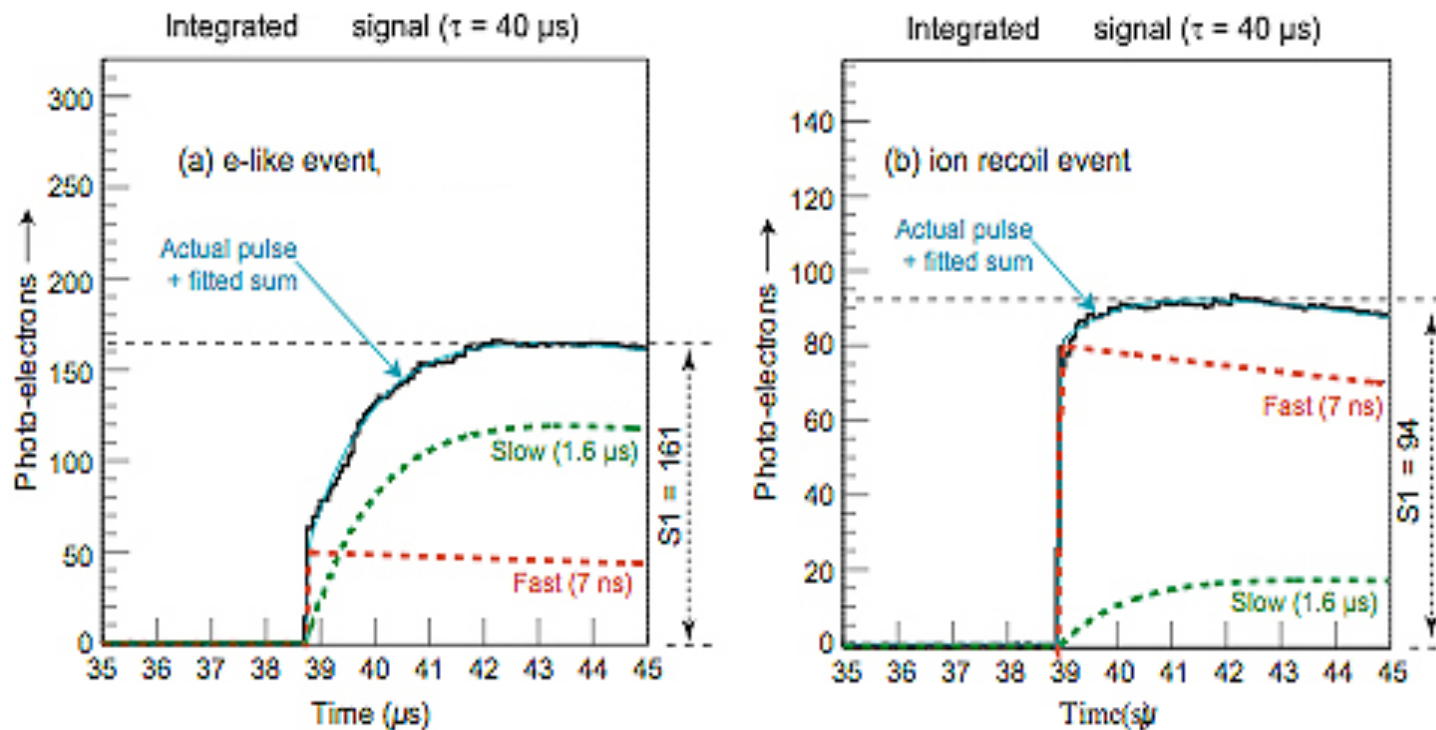 Integrated signal (τ = 40 µs)
300
250
200
150
100
50
0
Photo-electrons
(a) e-like event,
Actual pulse
+ fitted sum
Slow (1.6 µs)
Fast (7 ns)
S1 = 161
35 36 37 38 39 40 41 42 43 44 45
Time (µs)
Integrated signal (τ = 40 µs)
140
120
100
80
60
40
20
0
Photo-electrons
(b) ion recoil event
Actual pulse
+ fitted sum
Fast (7 ns)
Slow (1.6 µs)
S1 = 94
35 36 37 38 39 40 41 42 43 44 45